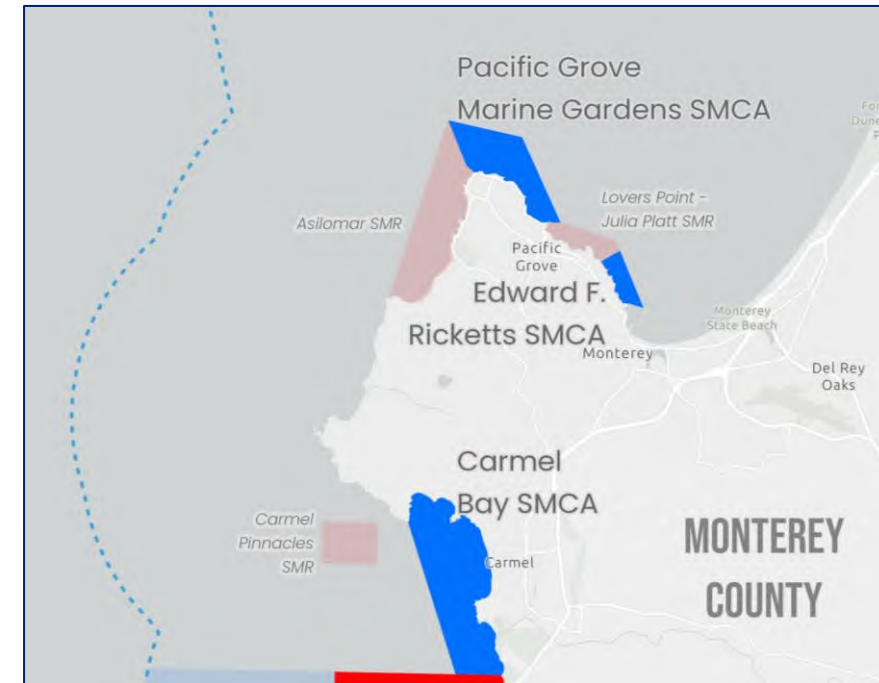 Pacific Grove
Marine Gardens SMCA
Asilomar SMR
Lovers Point -
Julia Platt SMR
Pacific
Grove
Edward F.
Ricketts SMCA
Monterey
Monterey
State Beach
Del Rey
Oaks
Carmel
Bay SMCA
Carmel
Pinnacles
SMR
Carmel
MONTEREY
COUNTY